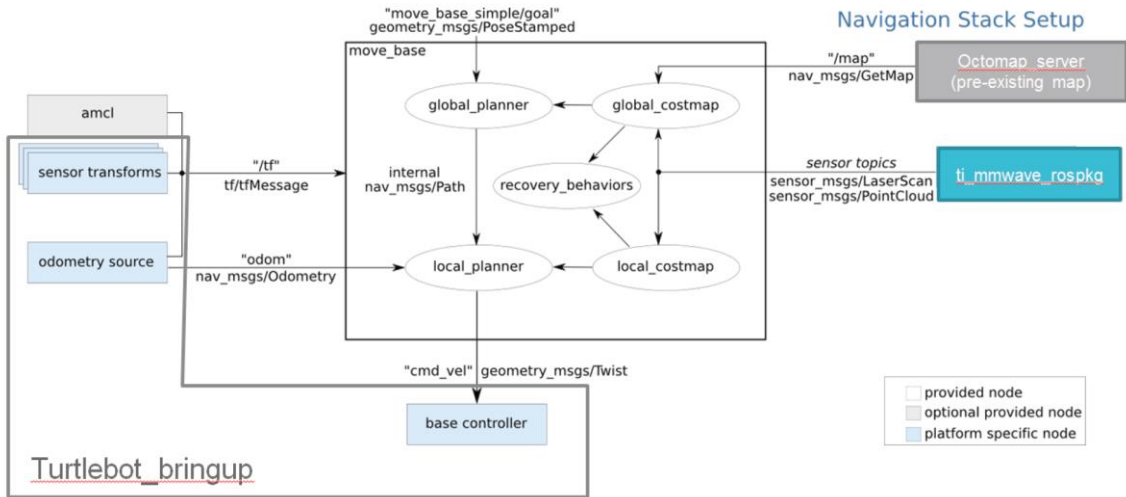 Navigation Stack Setup
"move_base_simple/goal"
geometry_msgs/PoseStamped
move_base
"/map"
nav_msgs/GetMap
Octomap_server
(pre-existing map)
global_planner
global_costmap
amcl
sensor transforms
"/tf"
tf/tfMessage
internal
nav_msgs/Path
recovery_behaviors
sensor topics
sensor_msgs/LaserScan
sensor_msgs/PointCloud
ti_mmwave_rospkg
odometry source
"odom"
nav_msgs/Odometry
local_planner
local_costmap
"cmd_vel" geometry_msgs/Twist
base controller
provided node
optional provided node
platform specific node
Turtlebot_bringup